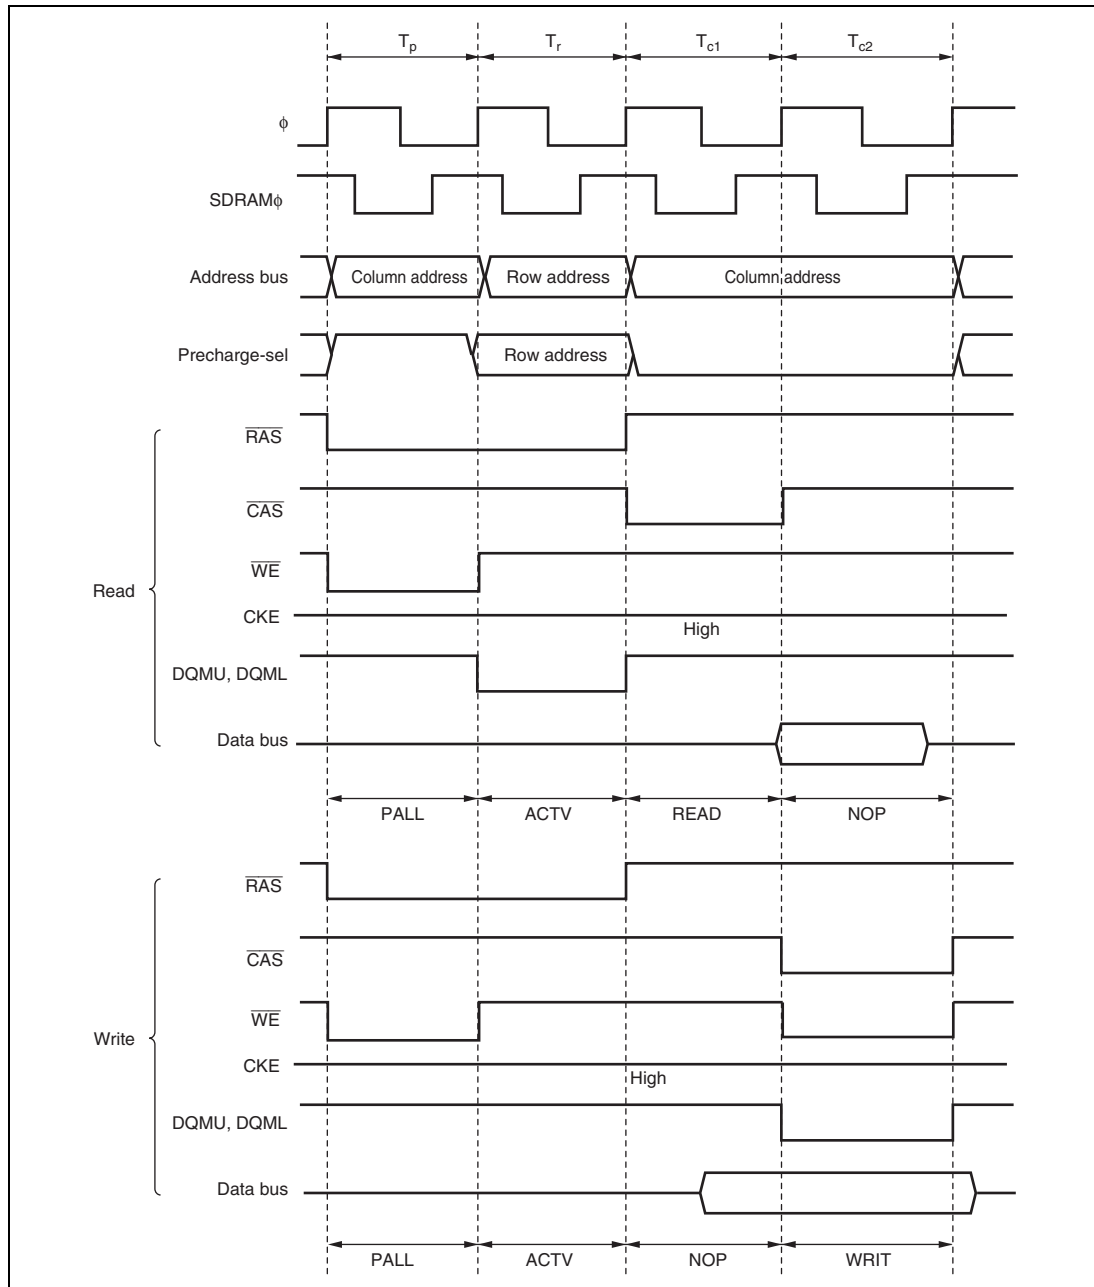 Tp Tr Tc1 Tc2
ϕ
SDRAMϕ
Address bus Column address Row address Column address
Precharge-sel Row address
RAS
CAS
WE
Read
CKE
High
DQMU, DQML
Data bus
PALL ACTV READ NOP
RAS
CAS
WE
Write
CKE
High
DQMU, DQML
Data bus
PALL ACTV NOP WRIT